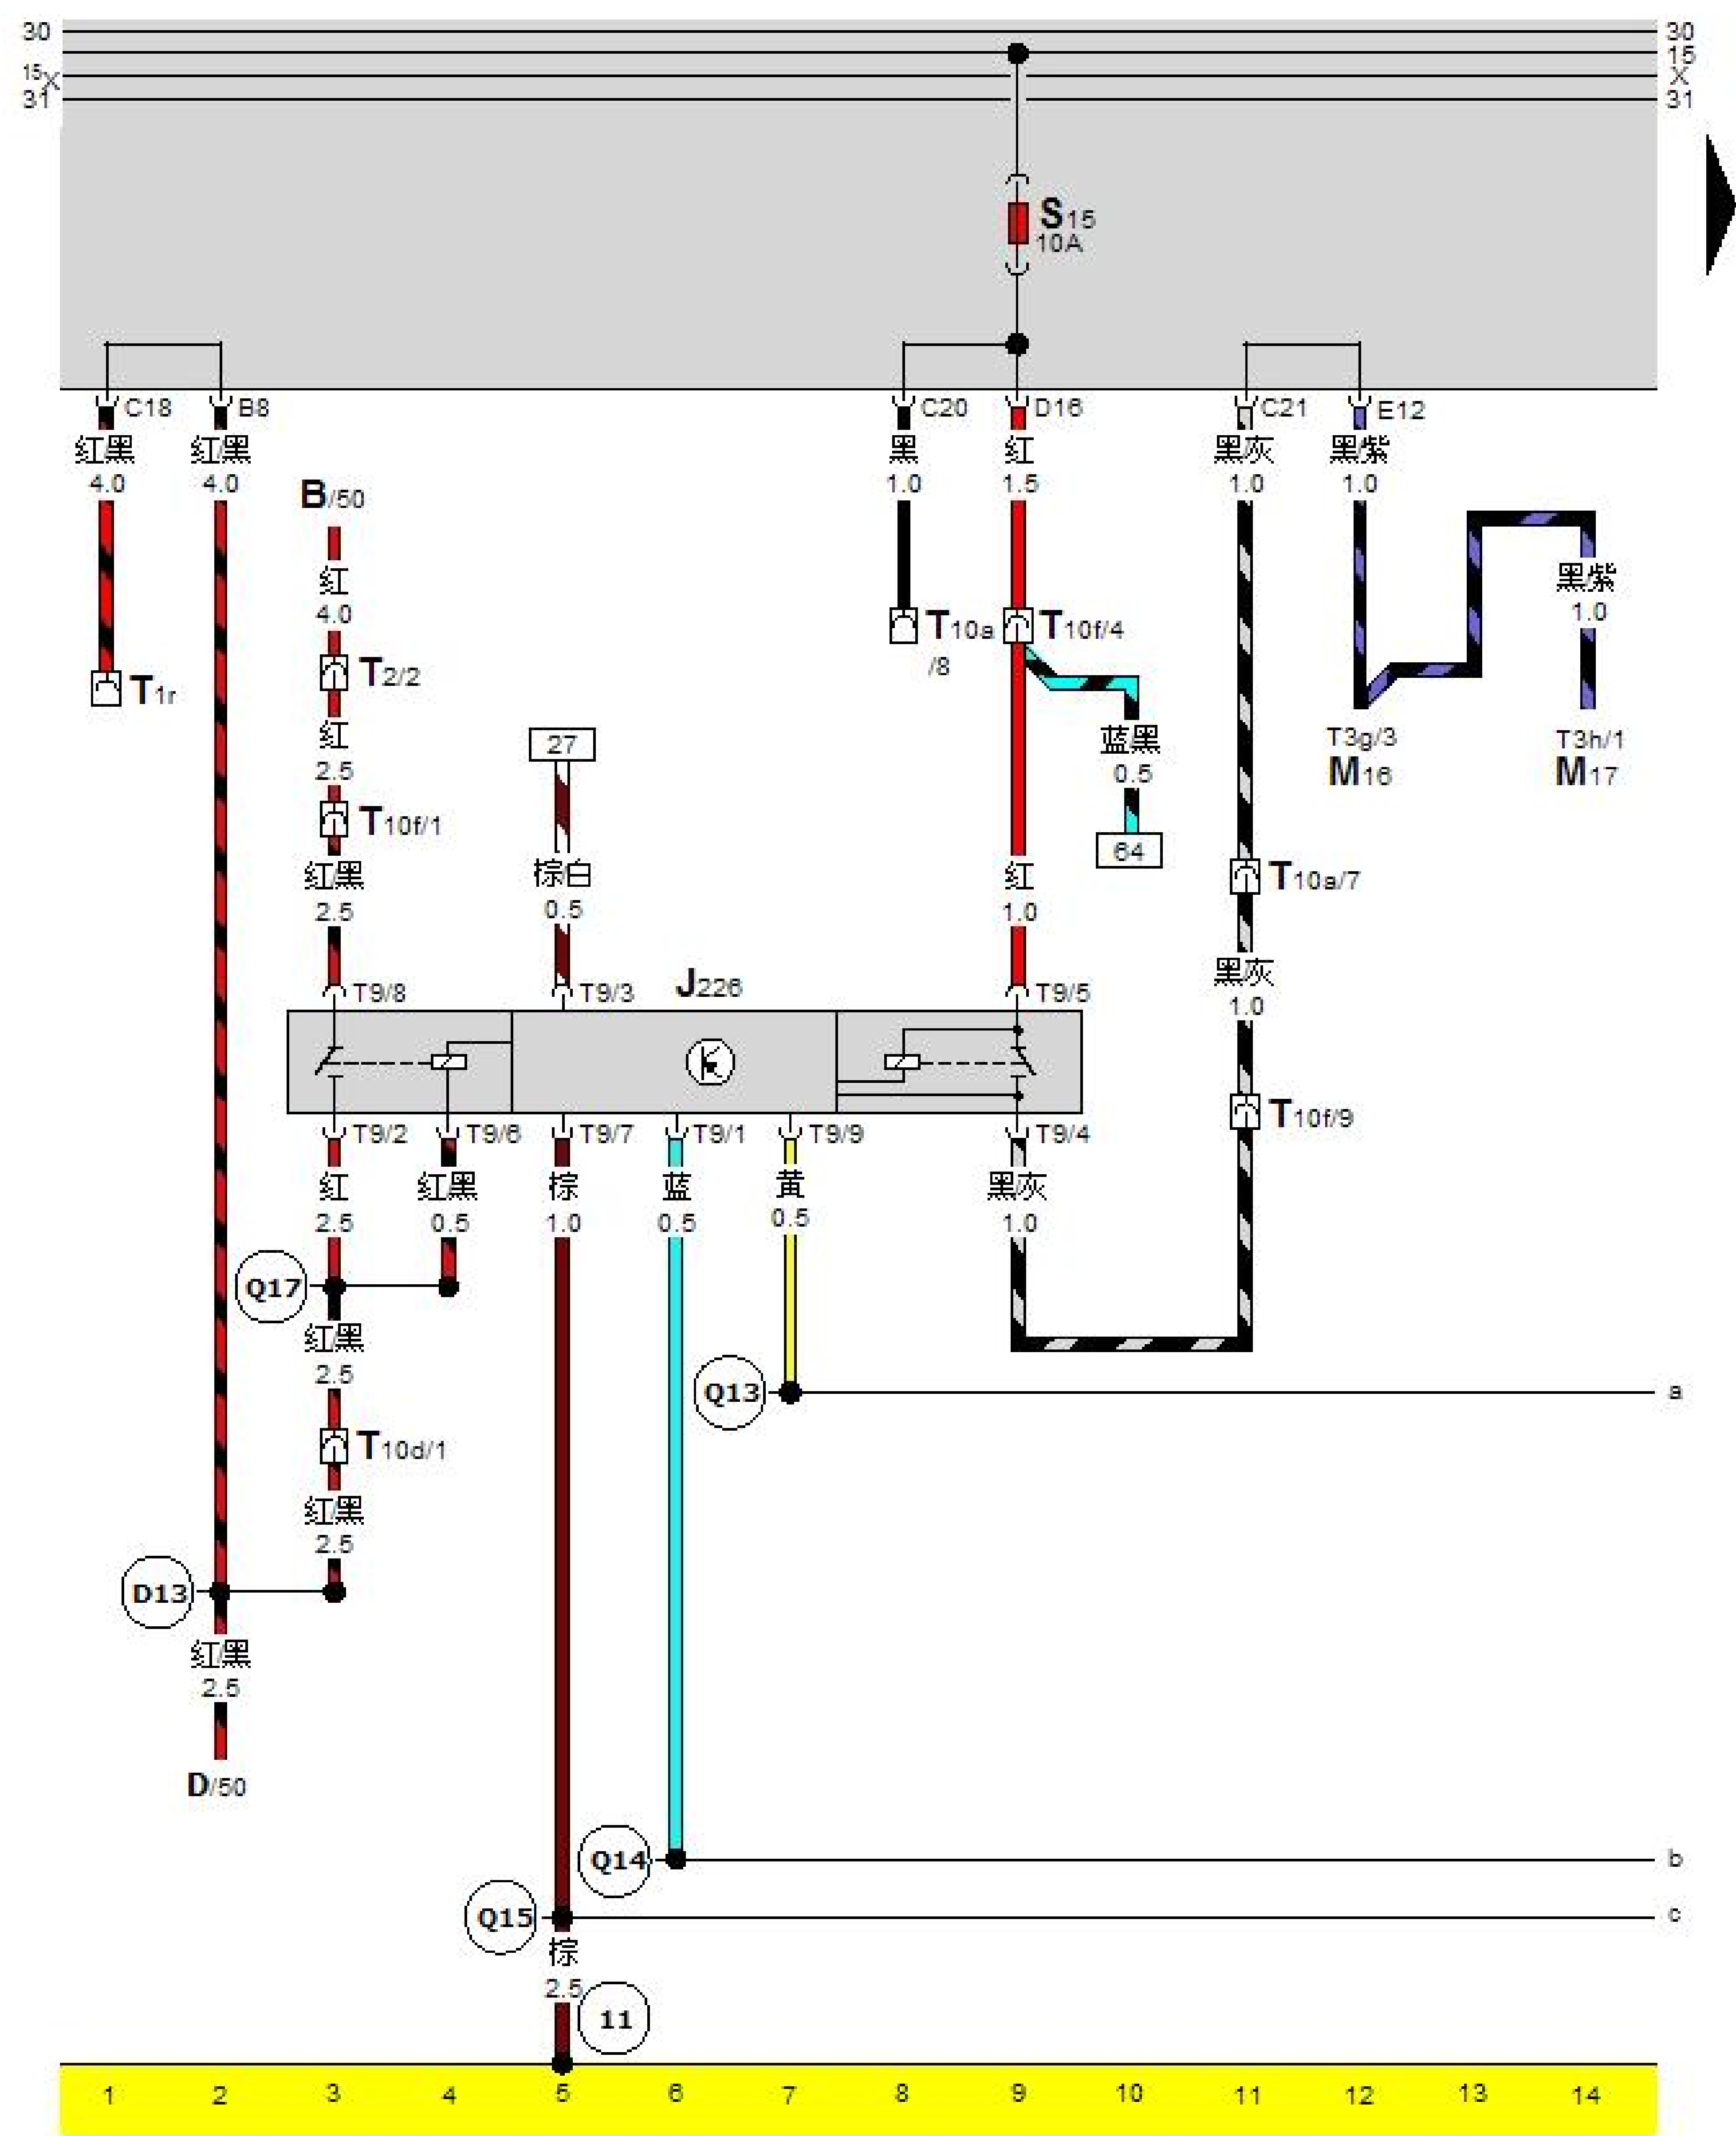 30 30
15
15 X X
31 31
S15
10A
C18 B8 C20 D16 C21 E12
红/黑 红/黑 黑 红 黑/灰 黑/紫
4.0 4.0 1.0 1.5 1.0 1.0
B/50
红 黑/紫
4.0 1.0
T10a T10f/4
/8
T2/2
T1r
红 27 蓝/黑 T3g/3 T3h/1
2.5 0.5 M16 M17
T10f/1 64
红/黑 棕/白 红 T10a/7
2.5 0.5 1.0
黑/灰
T9/8 T9/3 J226 T9/5 1.0
T10f/9
T9/2 T9/6 T9/7 T9/1 T9/9 T9/4
红 红/黑 棕 蓝 黄 黑/灰
2.5 0.5 1.0 0.5 0.5 1.0
Q17
红/黑
2.5
Q13 a
T10d/1
红/黑
2.5
D13
红/黑
2.5
D/50
Q14 b
Q15 c
棕
2.5
11
1 2 3 4 5 6 7 8 9 10 11 12 13 14